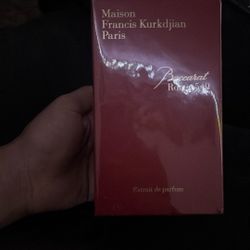 Maison
Francis Kurkdjian
Paris
Baccarat
Rouge 540
Extrait de parfum